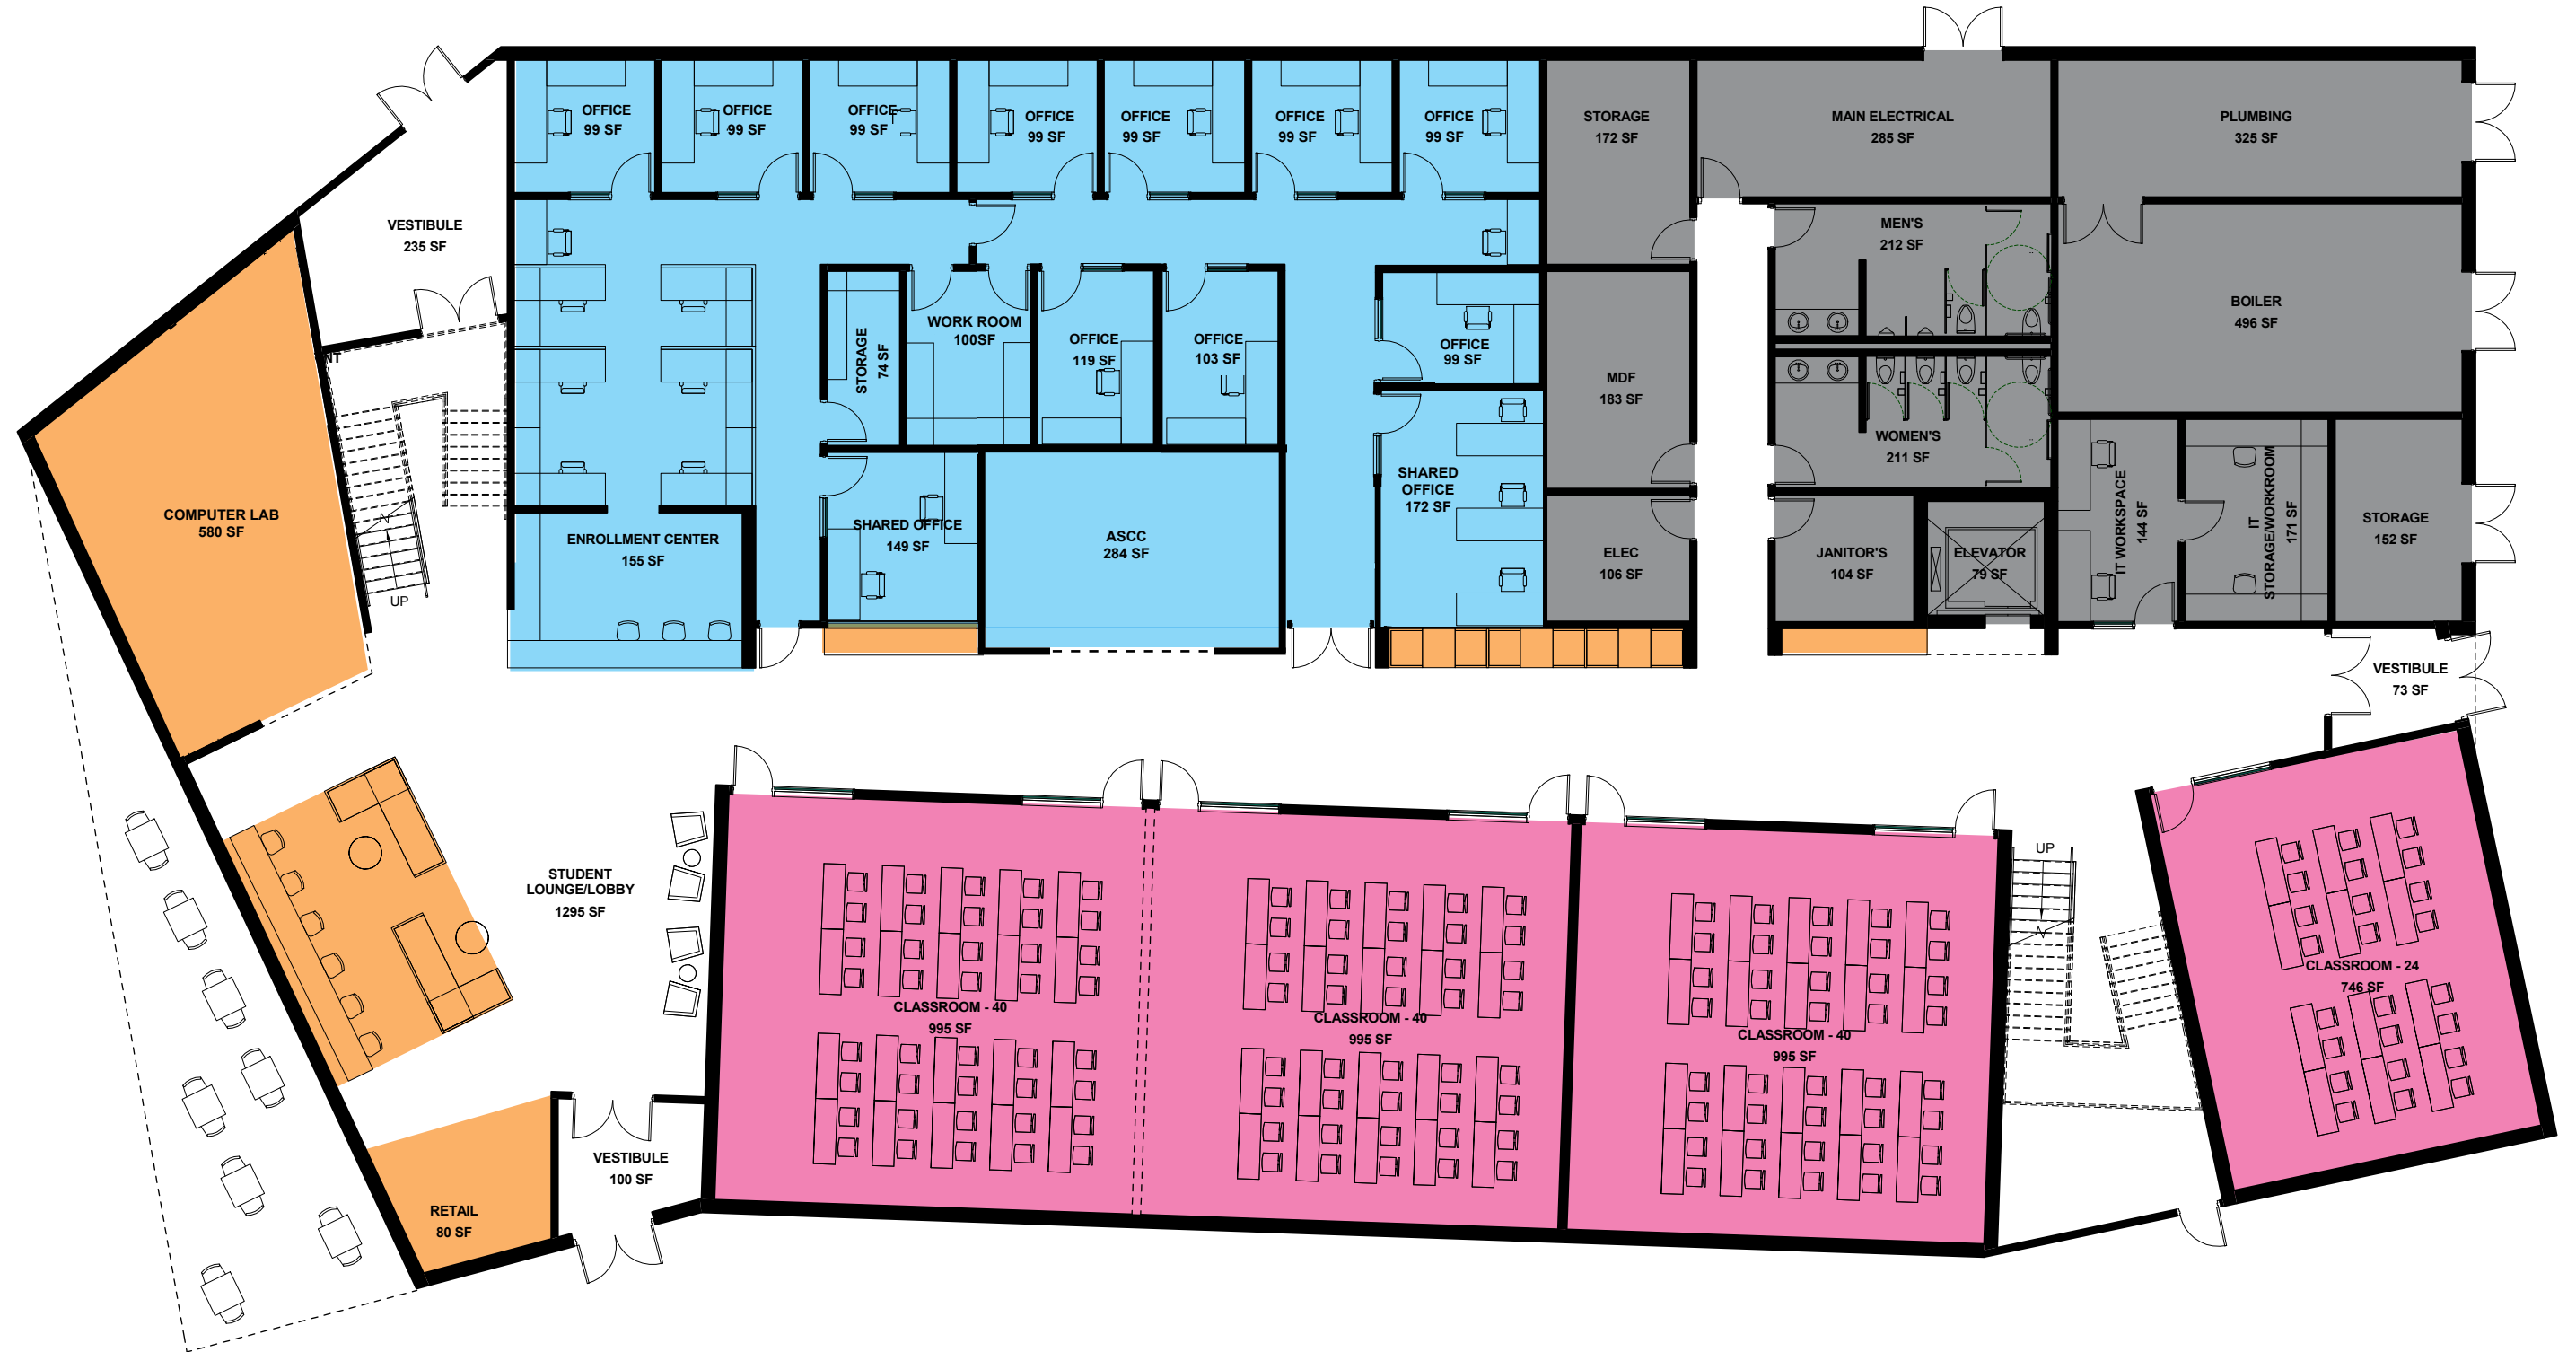 OFFICE
99 SF
OFFICE
99 SF
OFFICE
99 SF
OFFICE
99 SF
OFFICE
99 SF
OFFICE
99 SF
OFFICE
99 SF
STORAGE
172 SF
MAIN ELECTRICAL
285 SF
PLUMBING
325 SF
VESTIBULE
235 SF
MEN'S
212 SF
BOILER
496 SF
STORAGE
74 SF
WORK ROOM
100SF
OFFICE
119 SF
OFFICE
103 SF
OFFICE
99 SF
MDF
183 SF
WOMEN'S
211 SF
NT
COMPUTER LAB
580 SF
UP
ENROLLMENT CENTER
155 SF
SHARED OFFICE
149 SF
ASCC
284 SF
SHARED
OFFICE
172 SF
ELEC
106 SF
JANITOR'S
104 SF
ELEVATOR
79 SF
IT WORKSPACE
144 SF
IT
STORAGE/WORKROOM
171 SF
STORAGE
152 SF
VESTIBULE
73 SF
STUDENT
LOUNGE/LOBBY
1295 SF
UP
CLASSROOM - 40
995 SF
CLASSROOM - 40
995 SF
CLASSROOM - 40
995 SF
CLASSROOM - 24
746 SF
VESTIBULE
100 SF
RETAIL
80 SF